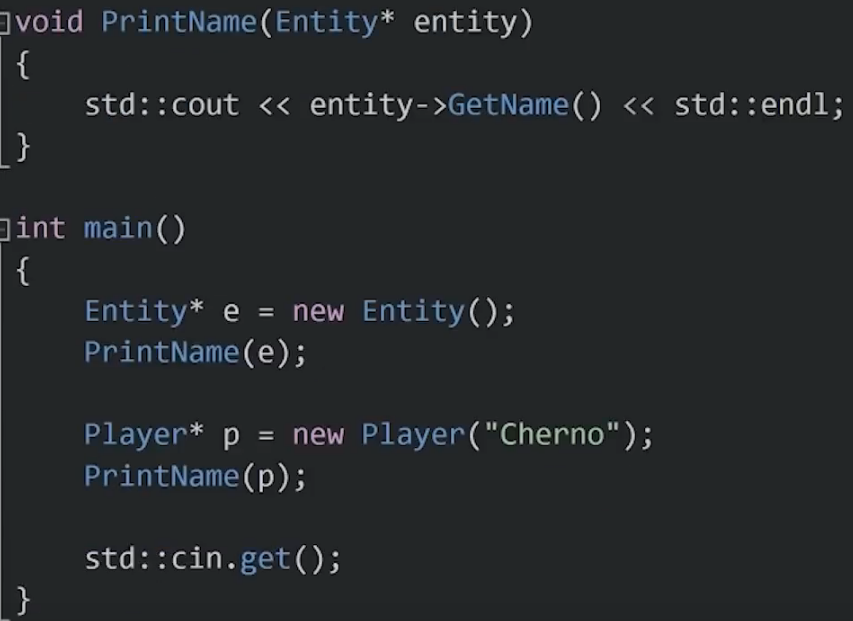 void PrintName(Entity* entity)
{
    std::cout << entity->GetName() << std::endl;
}

int main()
{
    Entity* e = new Entity();
    PrintName(e);

    Player* p = new Player("Cherno");
    PrintName(p);

    std::cin.get();
}